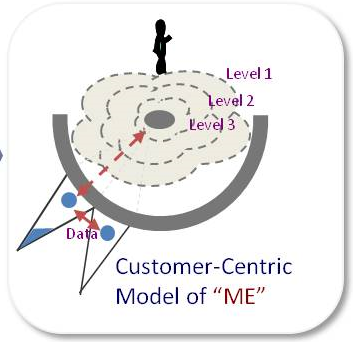 Level 1
Level 2
Level 3
Data
Customer-Centric
Model of “ME”